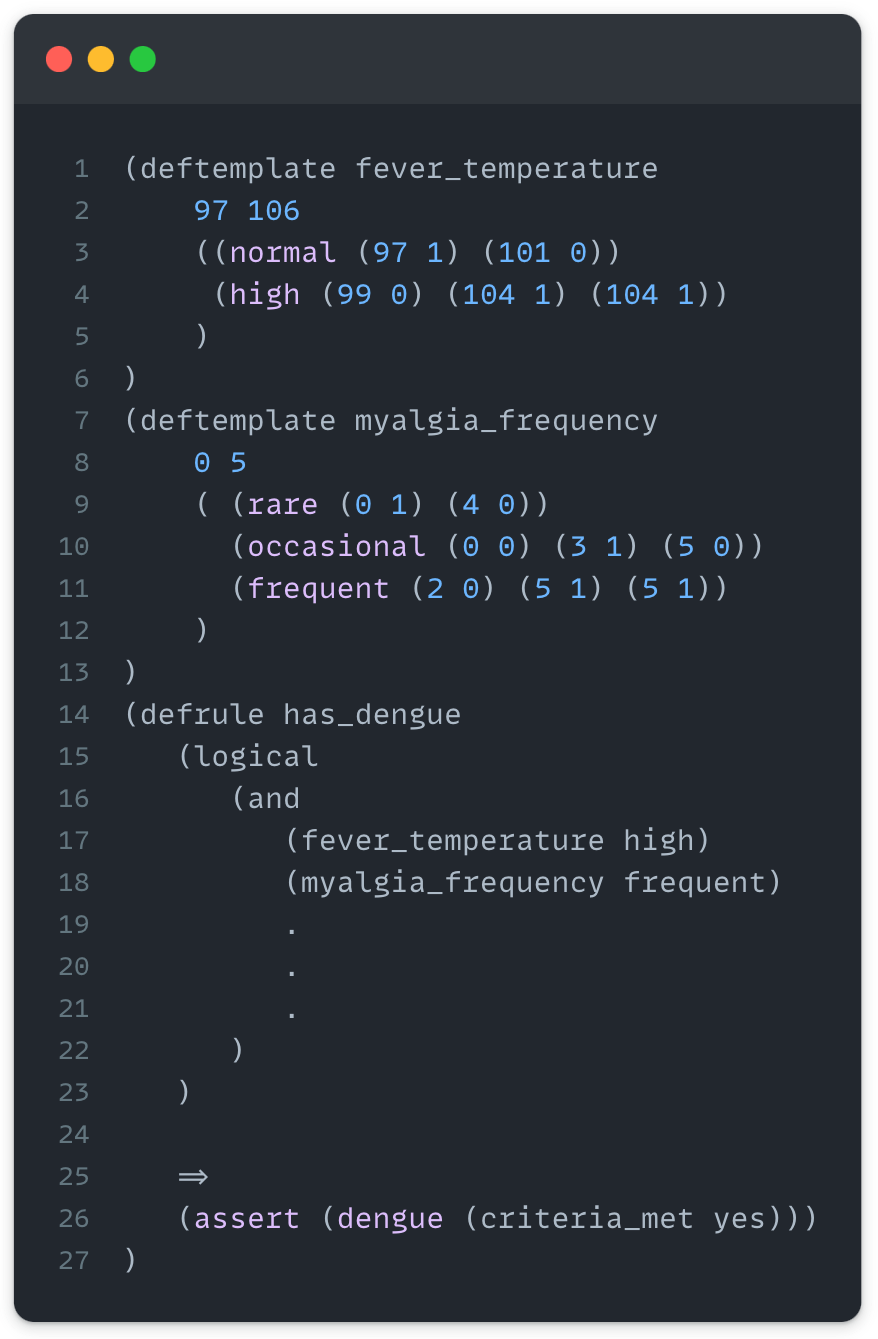 1 (deftemplate fever_temperature
2     97 106
3     ((normal (97 1) (101 0))
4      (high (99 0) (104 1) (104 1))
5     )
6 )
7 (deftemplate myalgia_frequency
8     0 5
9     ( (rare (0 1) (4 0))
10       (occasional (0 0) (3 1) (5 0))
11       (frequent (2 0) (5 1) (5 1))
12     )
13 )
14 (defrule has_dengue
15    (logical
16       (and
17          (fever_temperature high)
18          (myalgia_frequency frequent)
19          .
20          .
21          .
22       )
23    )
24
25    =>
26    (assert (dengue (criteria_met yes)))
27 )